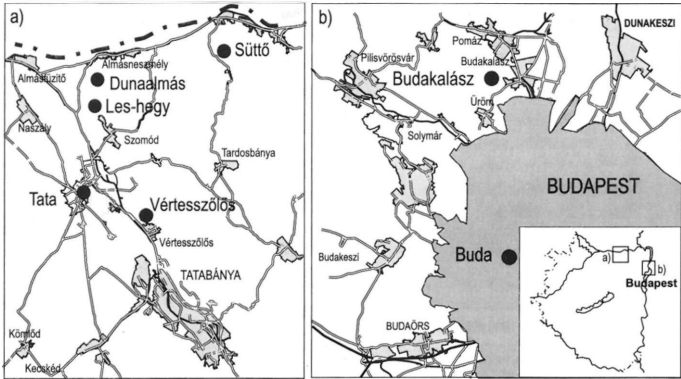 a)
Süttő
Almásneszmély
Almásfüzitő
Dunaalmás
Les-hegy
Naszály
Szomód
Tardosbánya
Tata
Vértesszőlős
Vértesszőlős
TATABÁNYA
Kömlőd
Kecskéd
b)
DUNAKESZI
Pomáz
Pilisvörösvár
Budakalász
Budakalász
Üröm
Solymár
BUDAPEST
Budakeszi
Buda
BUDAÖRS
a)
b)
Budapest